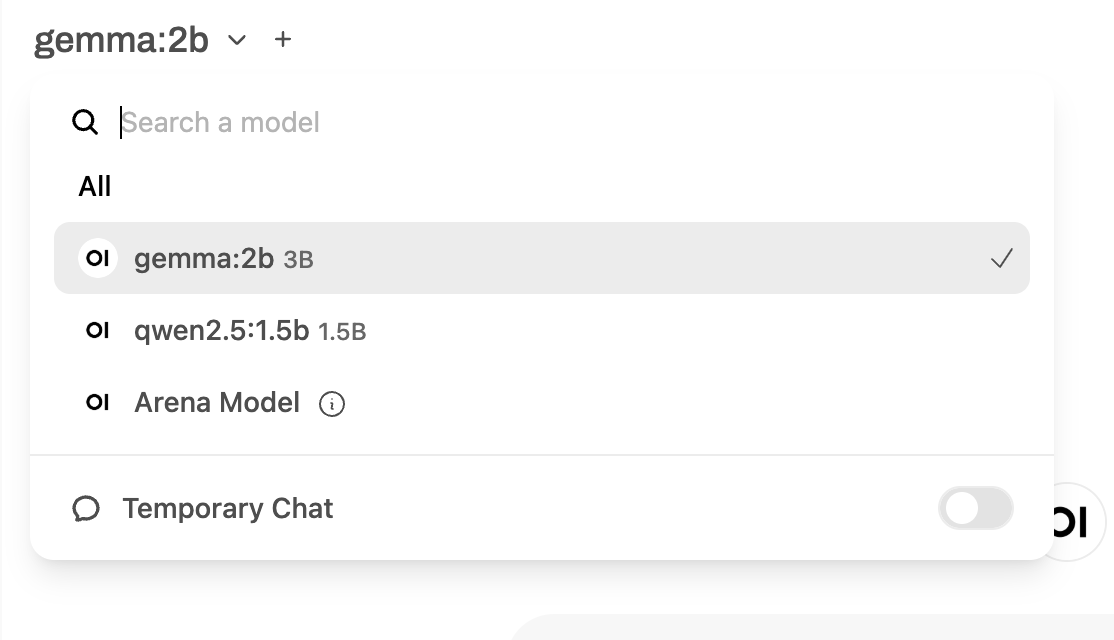 gemma:2b
Search a model
All
OI gemma:2b 3B
OI qwen2.5:1.5b 1.5B
OI Arena Model
Temporary Chat
OI